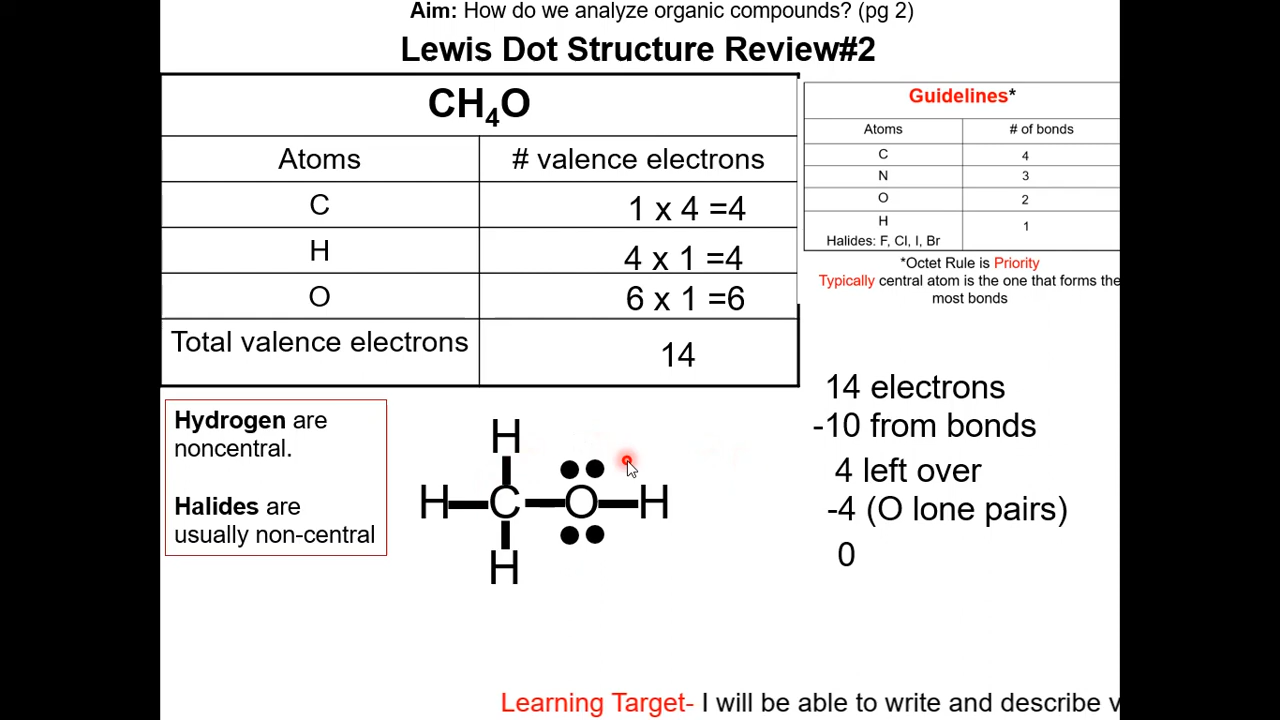 Aim: How do we analyze organic compounds? (pg 2)
Lewis Dot Structure Review#2
CH₄O
Atoms # valence electrons
C 1 x 4 =4
H 4 x 1 =4
O 6 x 1 =6
Total valence electrons 14
Guidelines*
Atoms # of bonds
C 4
N 3
O 2
H
Halides: F, Cl, I, Br 1
*Octet Rule is Priority
Typically central atom is the one that forms the
most bonds
Hydrogen are
noncentral.
Halides are
usually non-central
H
H C O H
H
14 electrons
-10 from bonds
4 left over
-4 (O lone pairs)
0
Learning Target- I will be able to write and describe v